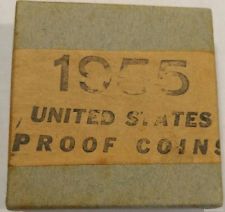 1955
UNITED STATES
PROOF COINS